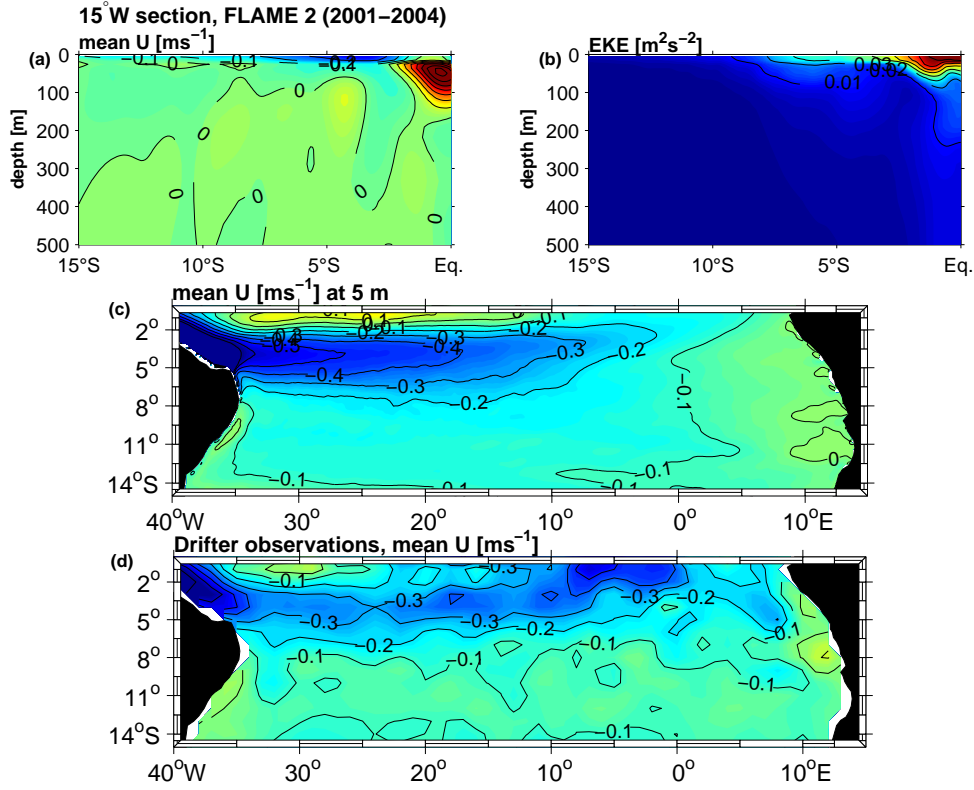 15°W section, FLAME 2 (2001−2004)
(a) mean U [ms−1]
−0.1 0 −0.1 −0.2 0 0 0 0 0 0
0 100 200 300 400 500
depth [m]
15°S 10°S 5°S Eq.
(b) EKE [m2s−2]
0.03 0.02 0.01
0 100 200 300 400 500
depth [m]
15°S 10°S 5°S Eq.
(c) mean U [ms−1] at 5 m
0.1 −0.1 −0.3 −0.2 −0.4 0.3 −0.2
−0.4 −0.3 −0.2 −0.1
−0.1 −0.1 0
2° 5° 8° 11° 14°S
40°W 30° 20° 10° 0° 10°E
(d) Drifter observations, mean U [ms−1]
−0.1 −0.3 −0.3 −0.3 −0.2
−0.3 −0.3 −0.2 −0.2 −0.1
−0.1 −0.1 −0.1
−0.1 −0.1
2° 5° 8° 11° 14°S
40°W 30° 20° 10° 0° 10°E